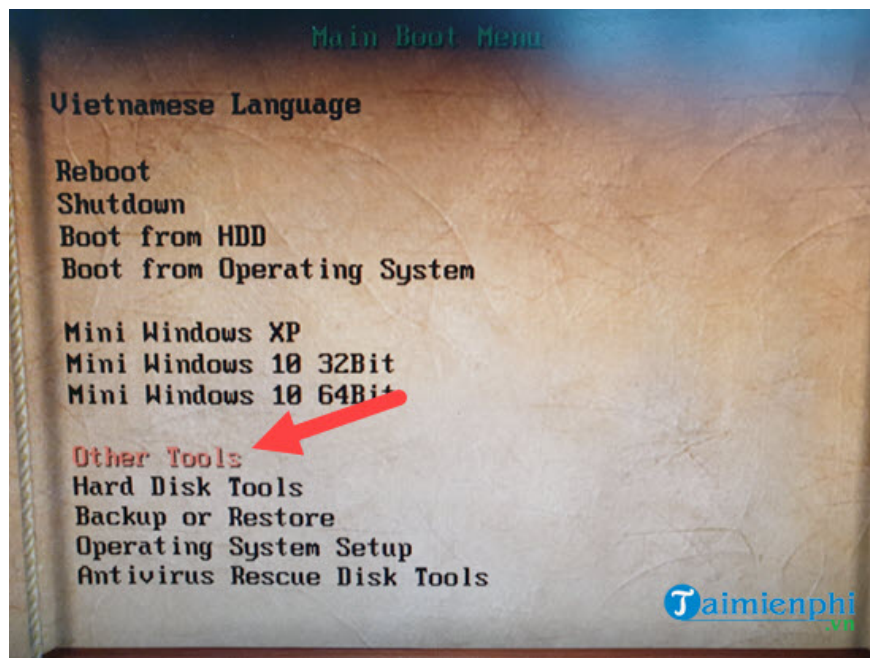 Main Boot Menu
Vietnamese Language
Reboot
Shutdown
Boot from HDD
Boot from Operating System
Mini Windows XP
Mini Windows 10 32Bit
Mini Windows 10 64Bit
Other Tools
Hard Disk Tools
Backup or Restore
Operating System Setup
Antivirus Rescue Disk Tools
Taimienphi
.vn